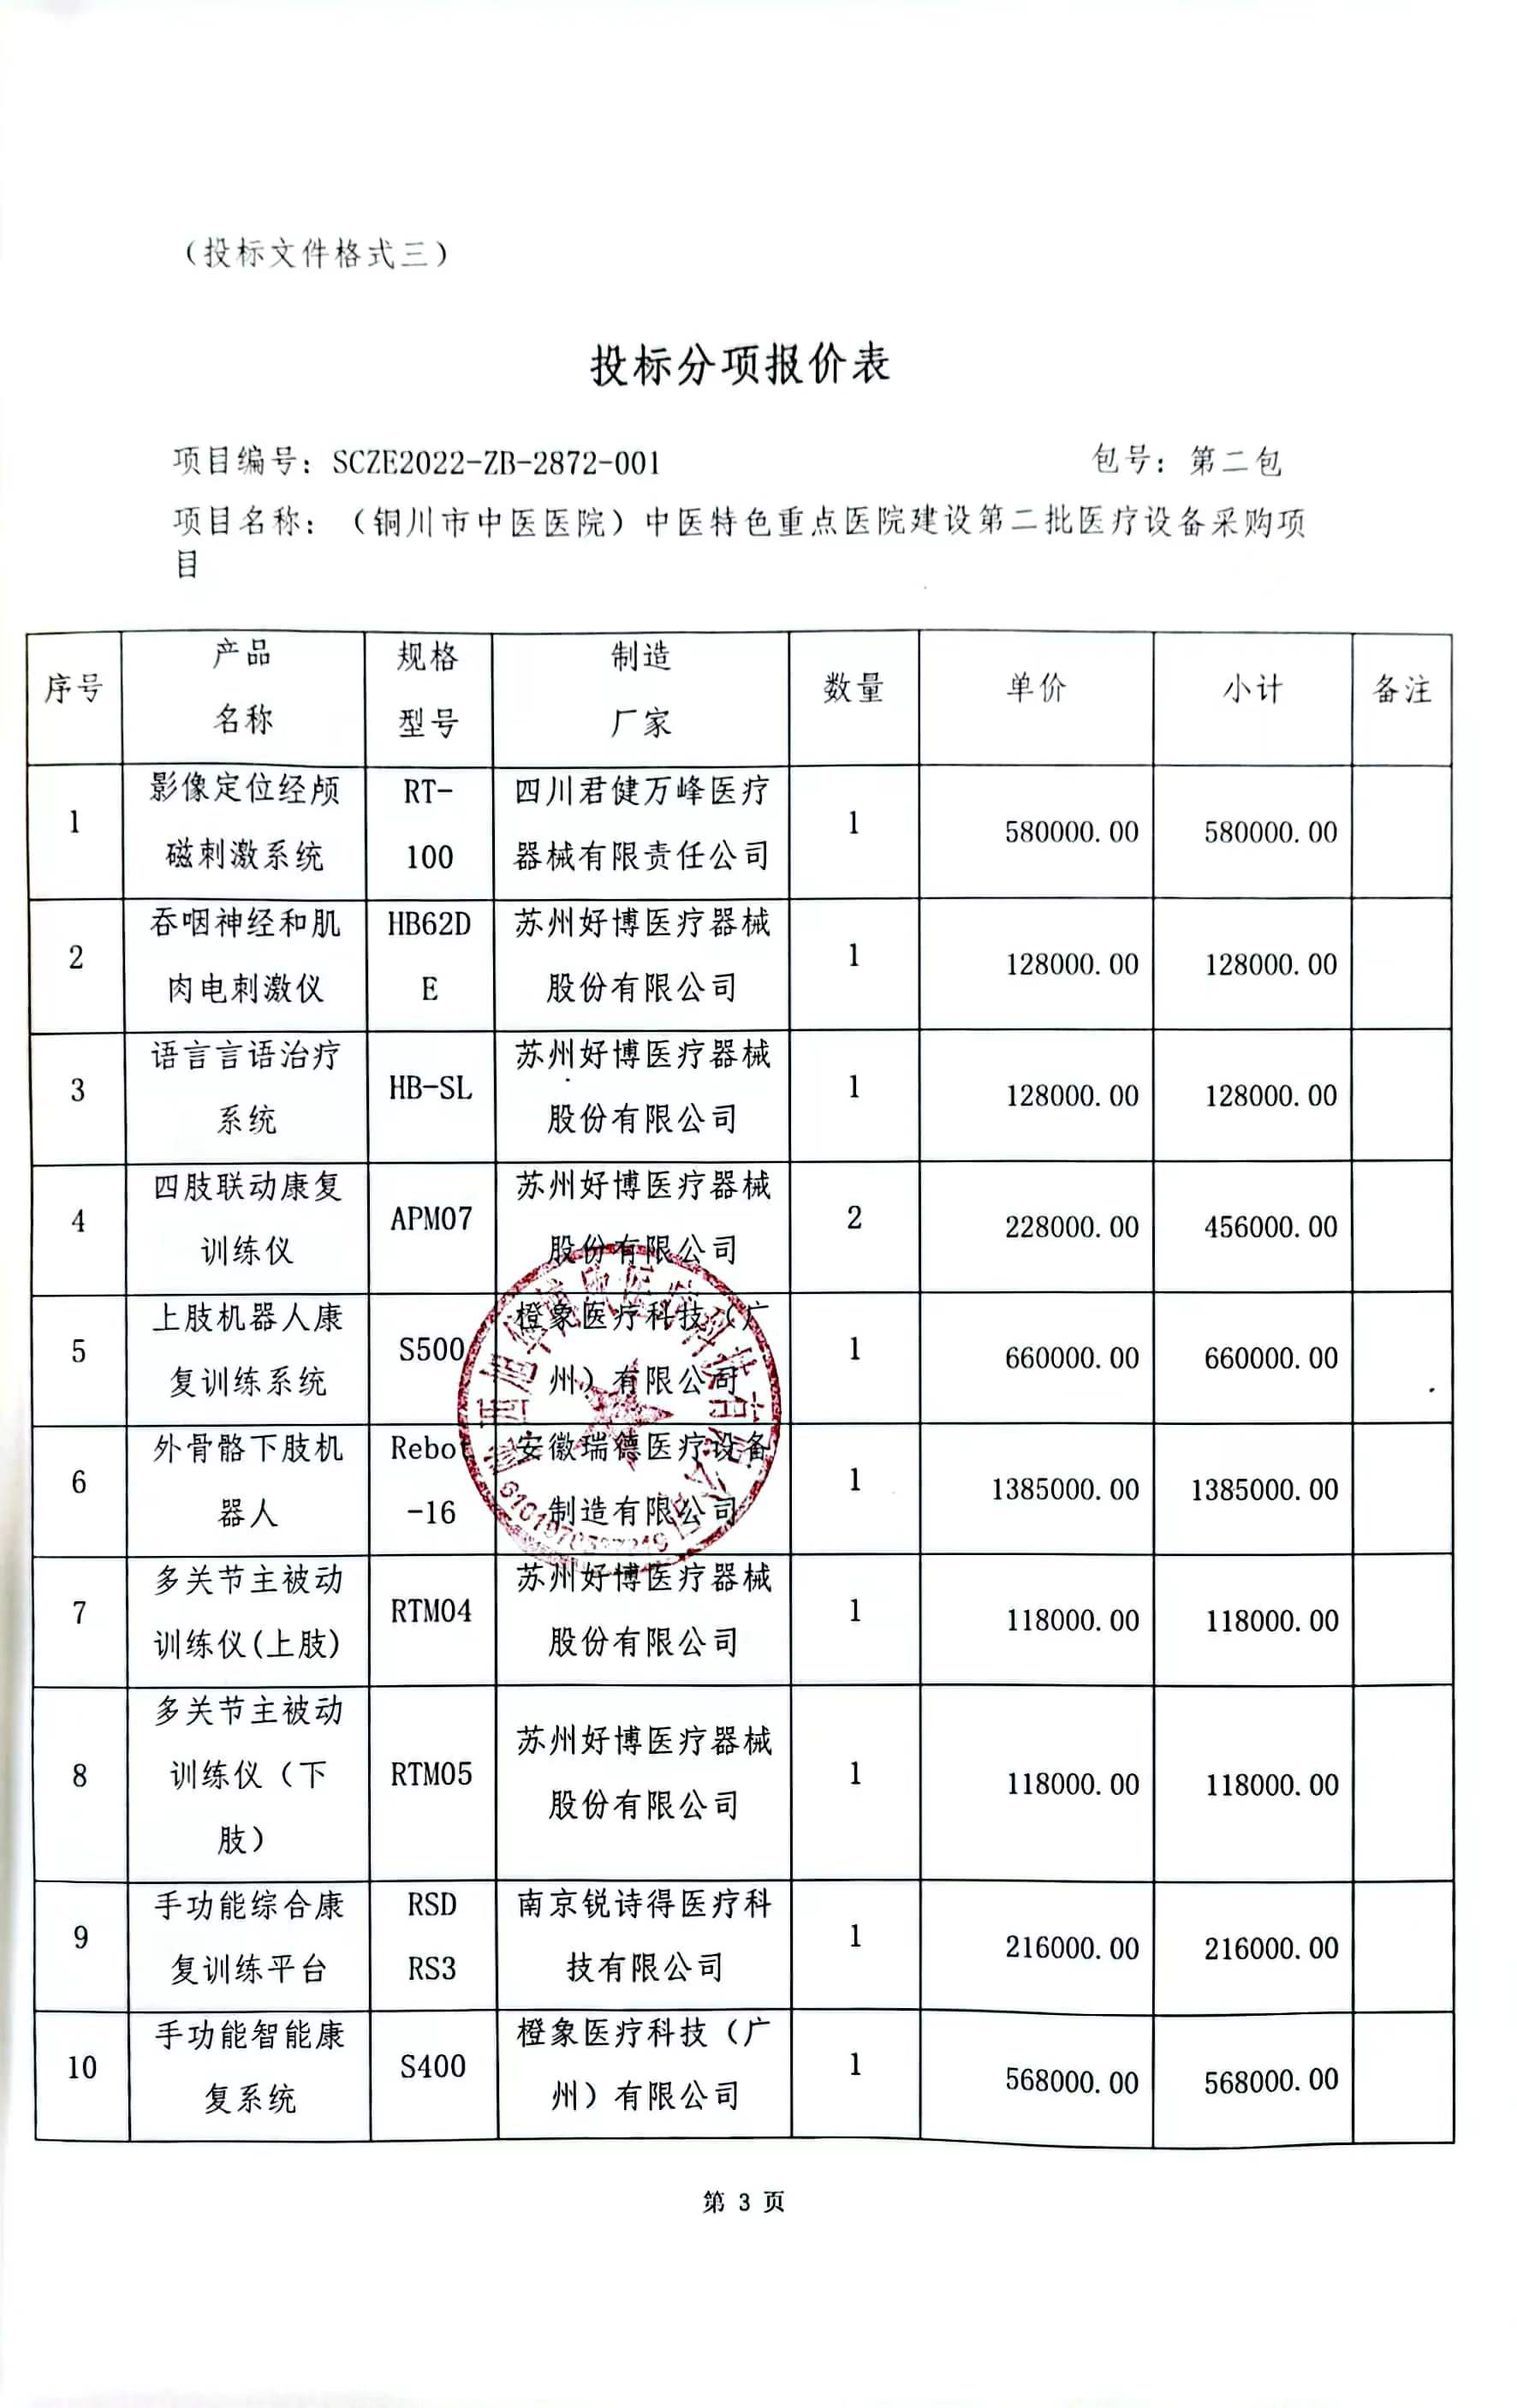 （投标文件格式三）
投标分项报价表
项目编号：SCZE2022-ZB-2872-001 包号：第二包
项目名称：（铜川市中医医院）中医特色重点医院建设第二批医疗设备采购项
目
序号 产品 名称 规格 型号 制造 厂家 数量 单价 小计 备注
1 影像定位经颅 磁刺激系统 RT- 100 四川君健万峰医疗 器械有限责任公司 1 580000.00 580000.00
2 吞咽神经和肌 肉电刺激仪 HB62D E 苏州好博医疗器械 股份有限公司 1 128000.00 128000.00
3 语言言语治疗 系统 HB-SL 苏州好博医疗器械 股份有限公司 1 128000.00 128000.00
4 四肢联动康复 训练仪 APM07 苏州好博医疗器械 股份有限公司 2 228000.00 456000.00
5 上肢机器人康 复训练系统 S500 橙象医疗科技（广 州）有限公司 1 660000.00 660000.00
6 外骨骼下肢机 器人 Rebot -16 安徽瑞德医疗设备 制造有限公司 1 1385000.00 1385000.00
7 多关节主被动 训练仪(上肢) RTM04 苏州好博医疗器械 股份有限公司 1 118000.00 118000.00
8 多关节主被动 训练仪（下 肢） RTM05 苏州好博医疗器械 股份有限公司 1 118000.00 118000.00
9 手功能综合康 复训练平台 RSD RS3 南京锐诗得医疗科 技有限公司 1 216000.00 216000.00
10 手功能智能康 复系统 S400 橙象医疗科技（广 州）有限公司 1 568000.00 568000.00
第 3 页